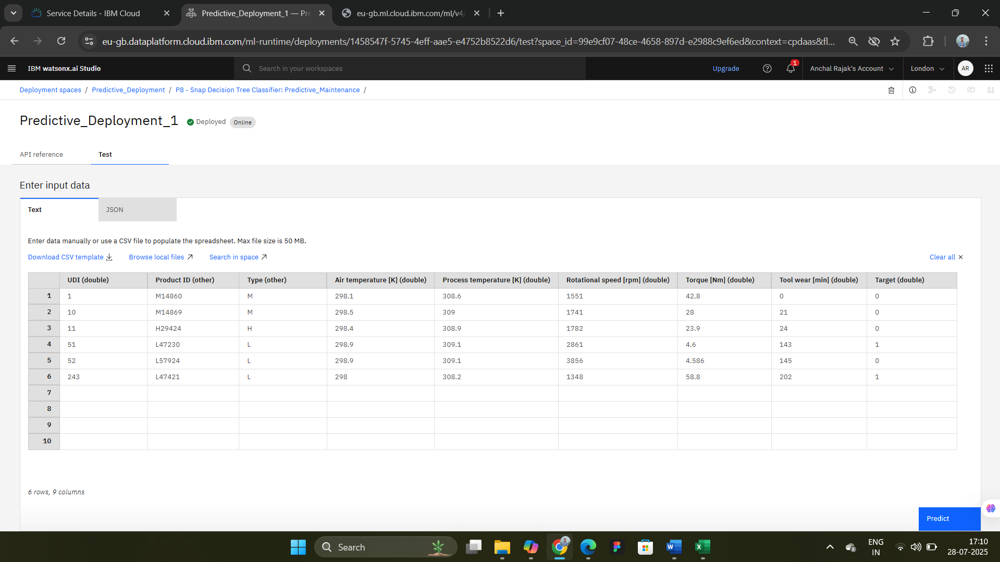 Service Details - IBM Cloud
Predictive_Deployment_1 — Pre
eu-gb.ml.cloud.ibm.com/ml/v4/
eu-gb.dataplatform.cloud.ibm.com/ml-runtime/deployments/1458547f-5745-4eff-aae5-e4752b8522d6/test?space_id=99e9cf07-48ce-4658-897d-e2988c9ef6ed&context=cpdaas&fl...
IBM watsonx.ai Studio
Search in your workspaces
Upgrade
1
Anchal Rajak's Account
London
AR
Deployment spaces / Predictive_Deployment / P8 - Snap Decision Tree Classifier: Predictive_Maintenance /
Predictive_Deployment_1
Deployed
Online
API reference
Test
Enter input data
Text
JSON
Enter data manually or use a CSV file to populate the spreadsheet. Max file size is 50 MB.
Download CSV template
Browse local files
Search in space
Clear all
UDI (double) Product ID (other) Type (other) Air temperature [K] (double) Process temperature [K] (double) Rotational speed [rpm] (double) Torque [Nm] (double) Tool wear [min] (double) Target (double)
1 1 M14860 M 298.1 308.6 1551 42.8 0 0
2 10 M14869 M 298.5 309 1741 28 21 0
3 11 H29424 H 298.4 308.9 1782 23.9 24 0
4 51 L47230 L 298.9 309.1 2861 4.6 143 1
5 52 L57924 L 298.9 309.1 3856 4.586 145 0
6 243 L47421 L 298 308.2 1348 58.8 202 1
7
8
9
10
6 rows, 9 columns
Predict
Search
ENG
IN
17:10
28-07-2025